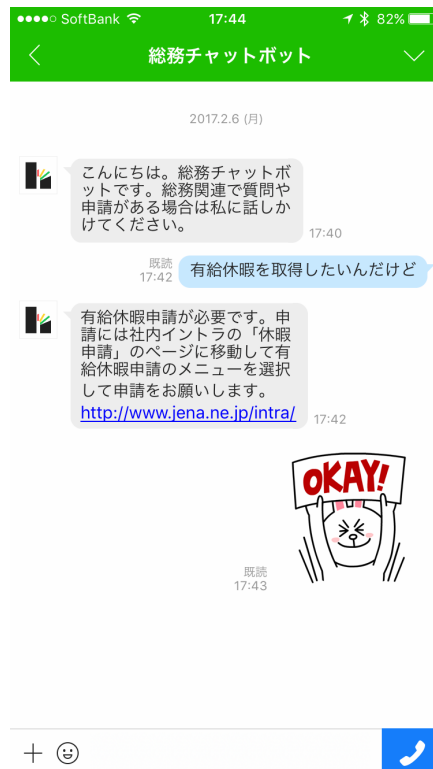 SoftBank 17:44 82%
総務チャットボット
2017.2.6 (月)
こんにちは。総務チャットボ
ットです。総務関連で質問や
申請がある場合は私に話しか
けてください。
17:40
既読
17:42
有給休暇を取得したいんだけど
有給休暇申請が必要です。申
請には社内イントラの「休暇
申請」のページに移動して有
給休暇申請のメニューを選択
して申請をお願いします。
http://www.jena.ne.jp/intra/
17:42
OKAY!
既読
17:43